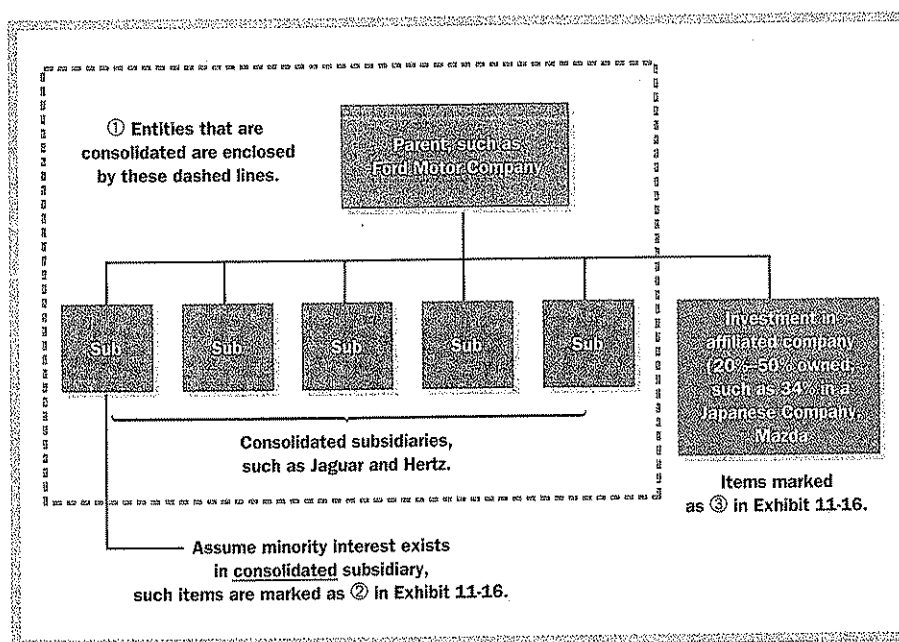 ① Entities that are
consolidated are enclosed
by these dashed lines.
Parent, such as
Ford Motor Company
Sub
Sub
Sub
Sub
Sub
Investment in
affiliated company
(20%–50% owned,
such as 34% in a
Japanese Company,
Mazda
Consolidated subsidiaries,
such as Jaguar and Hertz.
Items marked
as ③ in Exhibit 11-16.
Assume minority interest exists
in consolidated subsidiary,
such items are marked as ② in Exhibit 11-16.